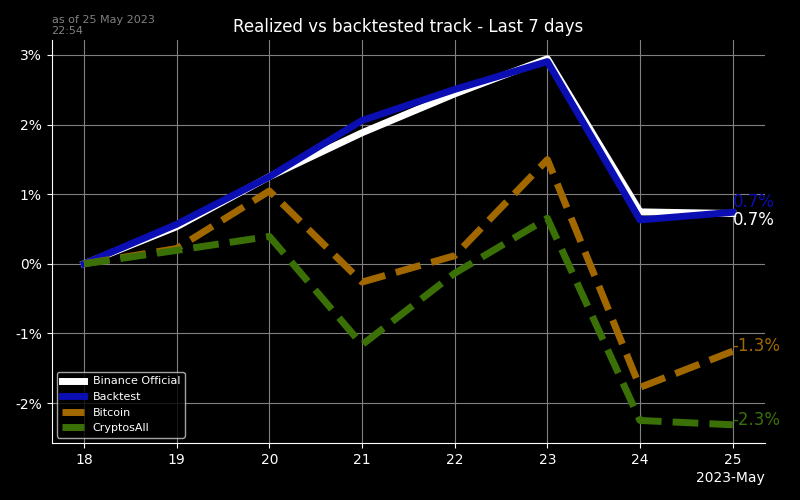 as of 25 May 2023
22:54
Realized vs backtested track - Last 7 days
3%
2%
1%
0%
-1%
-2%
0.7%
0.7%
-1.3%
-2.3%
Binance Official
Backtest
Bitcoin
CryptosAll
18 19 20 21 22 23 24 25
2023-May